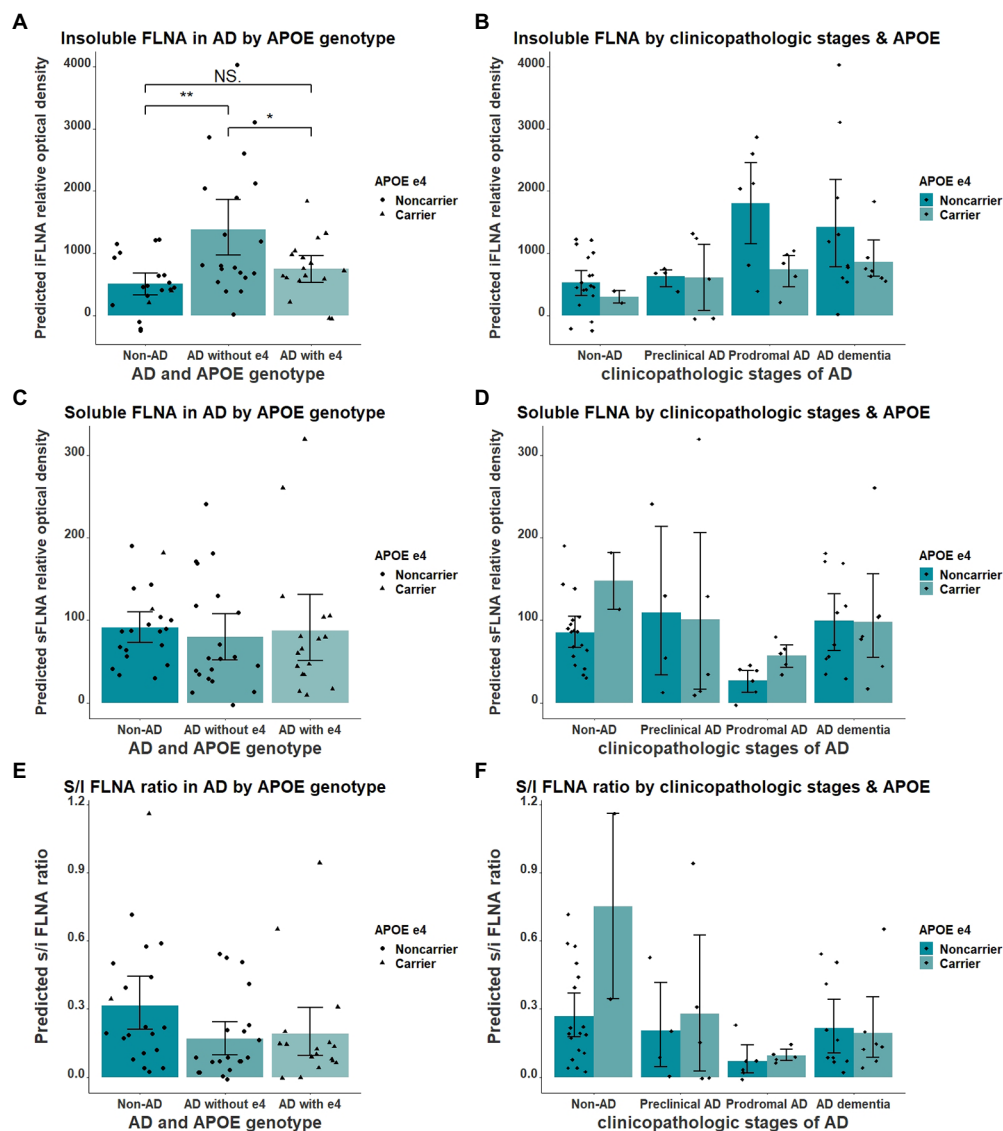 A
Insoluble FLNA in AD by APOE genotype
4000
3000
2000
1000
0
Predicted iFLNA relative optical density
NS.
**
*
Non-AD AD without e4 AD with e4
AD and APOE genotype
APOE e4
Noncarrier
Carrier
B
Insoluble FLNA by clinicopathologic stages & APOE
4000
3000
2000
1000
0
Predicted iFLNA relative optical density
Non-AD Preclinical AD Prodromal AD AD dementia
clinicopathologic stages of AD
APOE e4
Noncarrier
Carrier
C
Soluble FLNA in AD by APOE genotype
300
200
100
0
Predicted sFLNA relative optical density
Non-AD AD without e4 AD with e4
AD and APOE genotype
APOE e4
Noncarrier
Carrier
D
Soluble FLNA by clinicopathologic stages & APOE
300
200
100
0
Predicted sFLNA relative optical density
Non-AD Preclinical AD Prodromal AD AD dementia
clinicopathologic stages of AD
APOE e4
Noncarrier
Carrier
E
S/I FLNA ratio in AD by APOE genotype
1.2
0.9
0.6
0.3
0.0
Predicted s/i FLNA ratio
Non-AD AD without e4 AD with e4
AD and APOE genotype
APOE e4
Noncarrier
Carrier
F
S/I FLNA ratio by clinicopathologic stages & APOE
1.2
0.9
0.6
0.3
0.0
Predicted s/i FLNA ratio
Non-AD Preclinical AD Prodromal AD AD dementia
clinicopathologic stages of AD
APOE e4
Noncarrier
Carrier